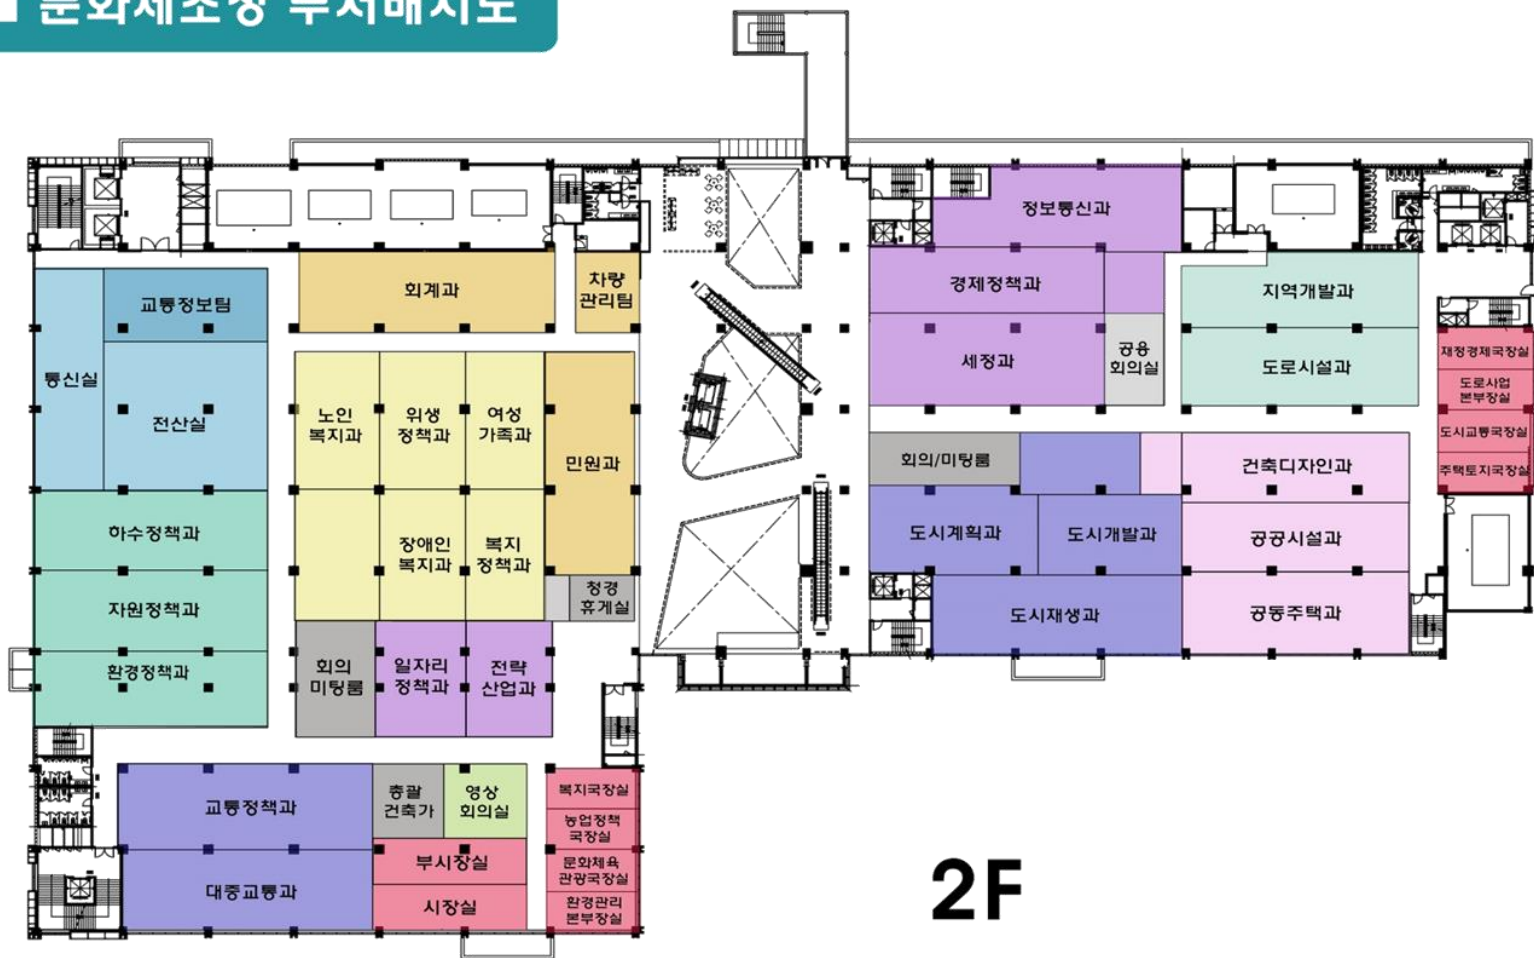 문화제조창 부서배치도
정보통신과
교통정보팀
회계과
차량
관리팀
경제정책과
지역개발과
통신실
전산실
노인
복지과
위생
정책과
여성
가족과
민원과
세정과
공용
회의실
도로시설과
재정경제국장실
도로사업
본부장실
도시교통국장실
주택토지국장실
회의/미팅룸
건축디자인과
하수정책과
장애인
복지과
복지
정책과
도시계획과
도시개발과
공공시설과
자원정책과
청경
휴게실
도시재생과
공동주택과
환경정책과
회의
미팅룸
일자리
정책과
전략
산업과
교통정책과
총괄
건축가
영상
회의실
복지국장실
농업정책
국장실
부시장실
문화체육
관광국장실
대중교통과
시장실
환경관리
본부장실
2F